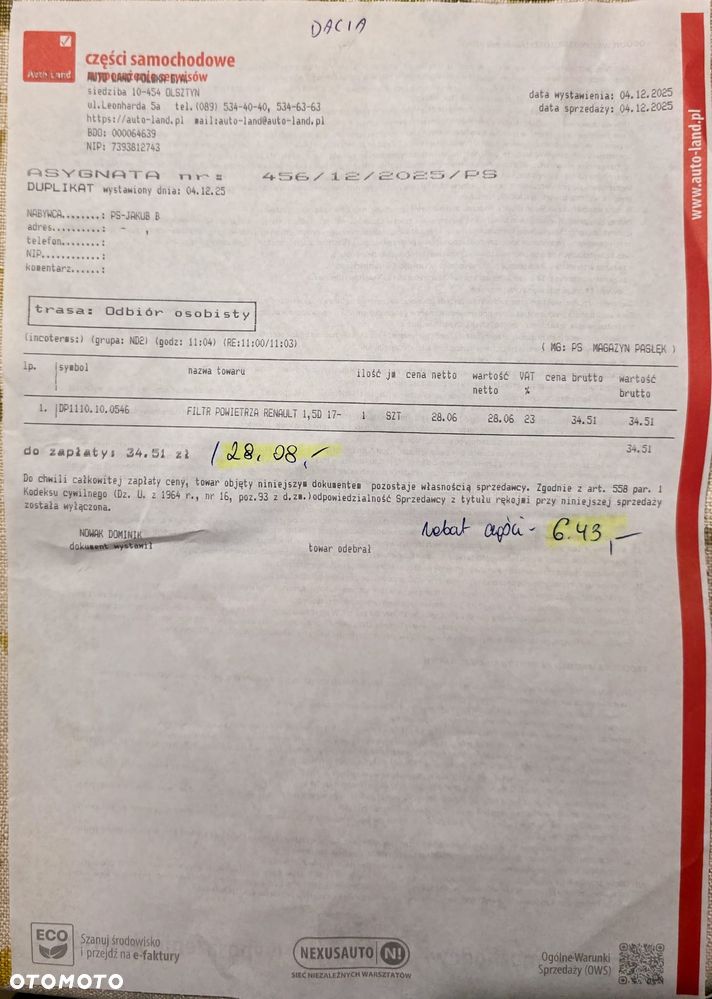 DACIA
Auto Land
części samochodowe
AUTO LAND POLSKA S.A.
wyposażenie serwisów
siedziba 10-454 OLSZTYN
ul.Leonharda 5a tel.(089) 534-40-40, 534-63-63
https://auto-land.pl mail:auto-land@auto-land.pl
BDO: 000064639
NIP: 7393812743
data wystawienia: 04.12.2025
data sprzedaży: 04.12.2025
www.auto-land.pl
ASYGNATA nr: 456/12/2025/PS
DUPLIKAT wystawiony dnia: 04.12.25
NABYWCA.......: PS-JAKUB B
adres.........: - ,
telefon.......:
NIP...........:
komentarz.....:
trasa: Odbiór osobisty
(incoterms:) (grupa: ND2) (godz: 11:04) (RE:11:00/11:03)
( MG: PS MAGAZYN PASŁĘK )
lp. symbol nazwa towaru ilość jm cena netto wartość netto VAT % cena brutto wartość brutto
1. DP1110.10.0546 FILTR POWIETRZA RENAULT 1,5D 17- 1 SZT 28.06 28.06 23 34.51 34.51
do zapłaty: 34.51 zł / 28.08,-
34.51
Do chwili całkowitej zapłaty ceny, towar objęty niniejszym dokumentem pozostaje własnością sprzedawcy. Zgodnie z art. 558 par. 1
Kodeksu cywilnego (Dz. U. z 1964 r., nr 16, poz.93 z d.zm.)odpowiedzialność Sprzedawcy z tytułu rękojmi przy niniejszej sprzedaży
została wyłączona.
rabat części - 6.43,-
NOWAK DOMINIK
dokument wystawił
towar odebrał
ECO
Szanuj środowisko
i przejdź na e-faktury
NEXUSAUTO N!
SIEĆ NIEZALEŻNYCH WARSZTATÓW
Ogólne Warunki
Sprzedaży (OWS)
OTOMOTO